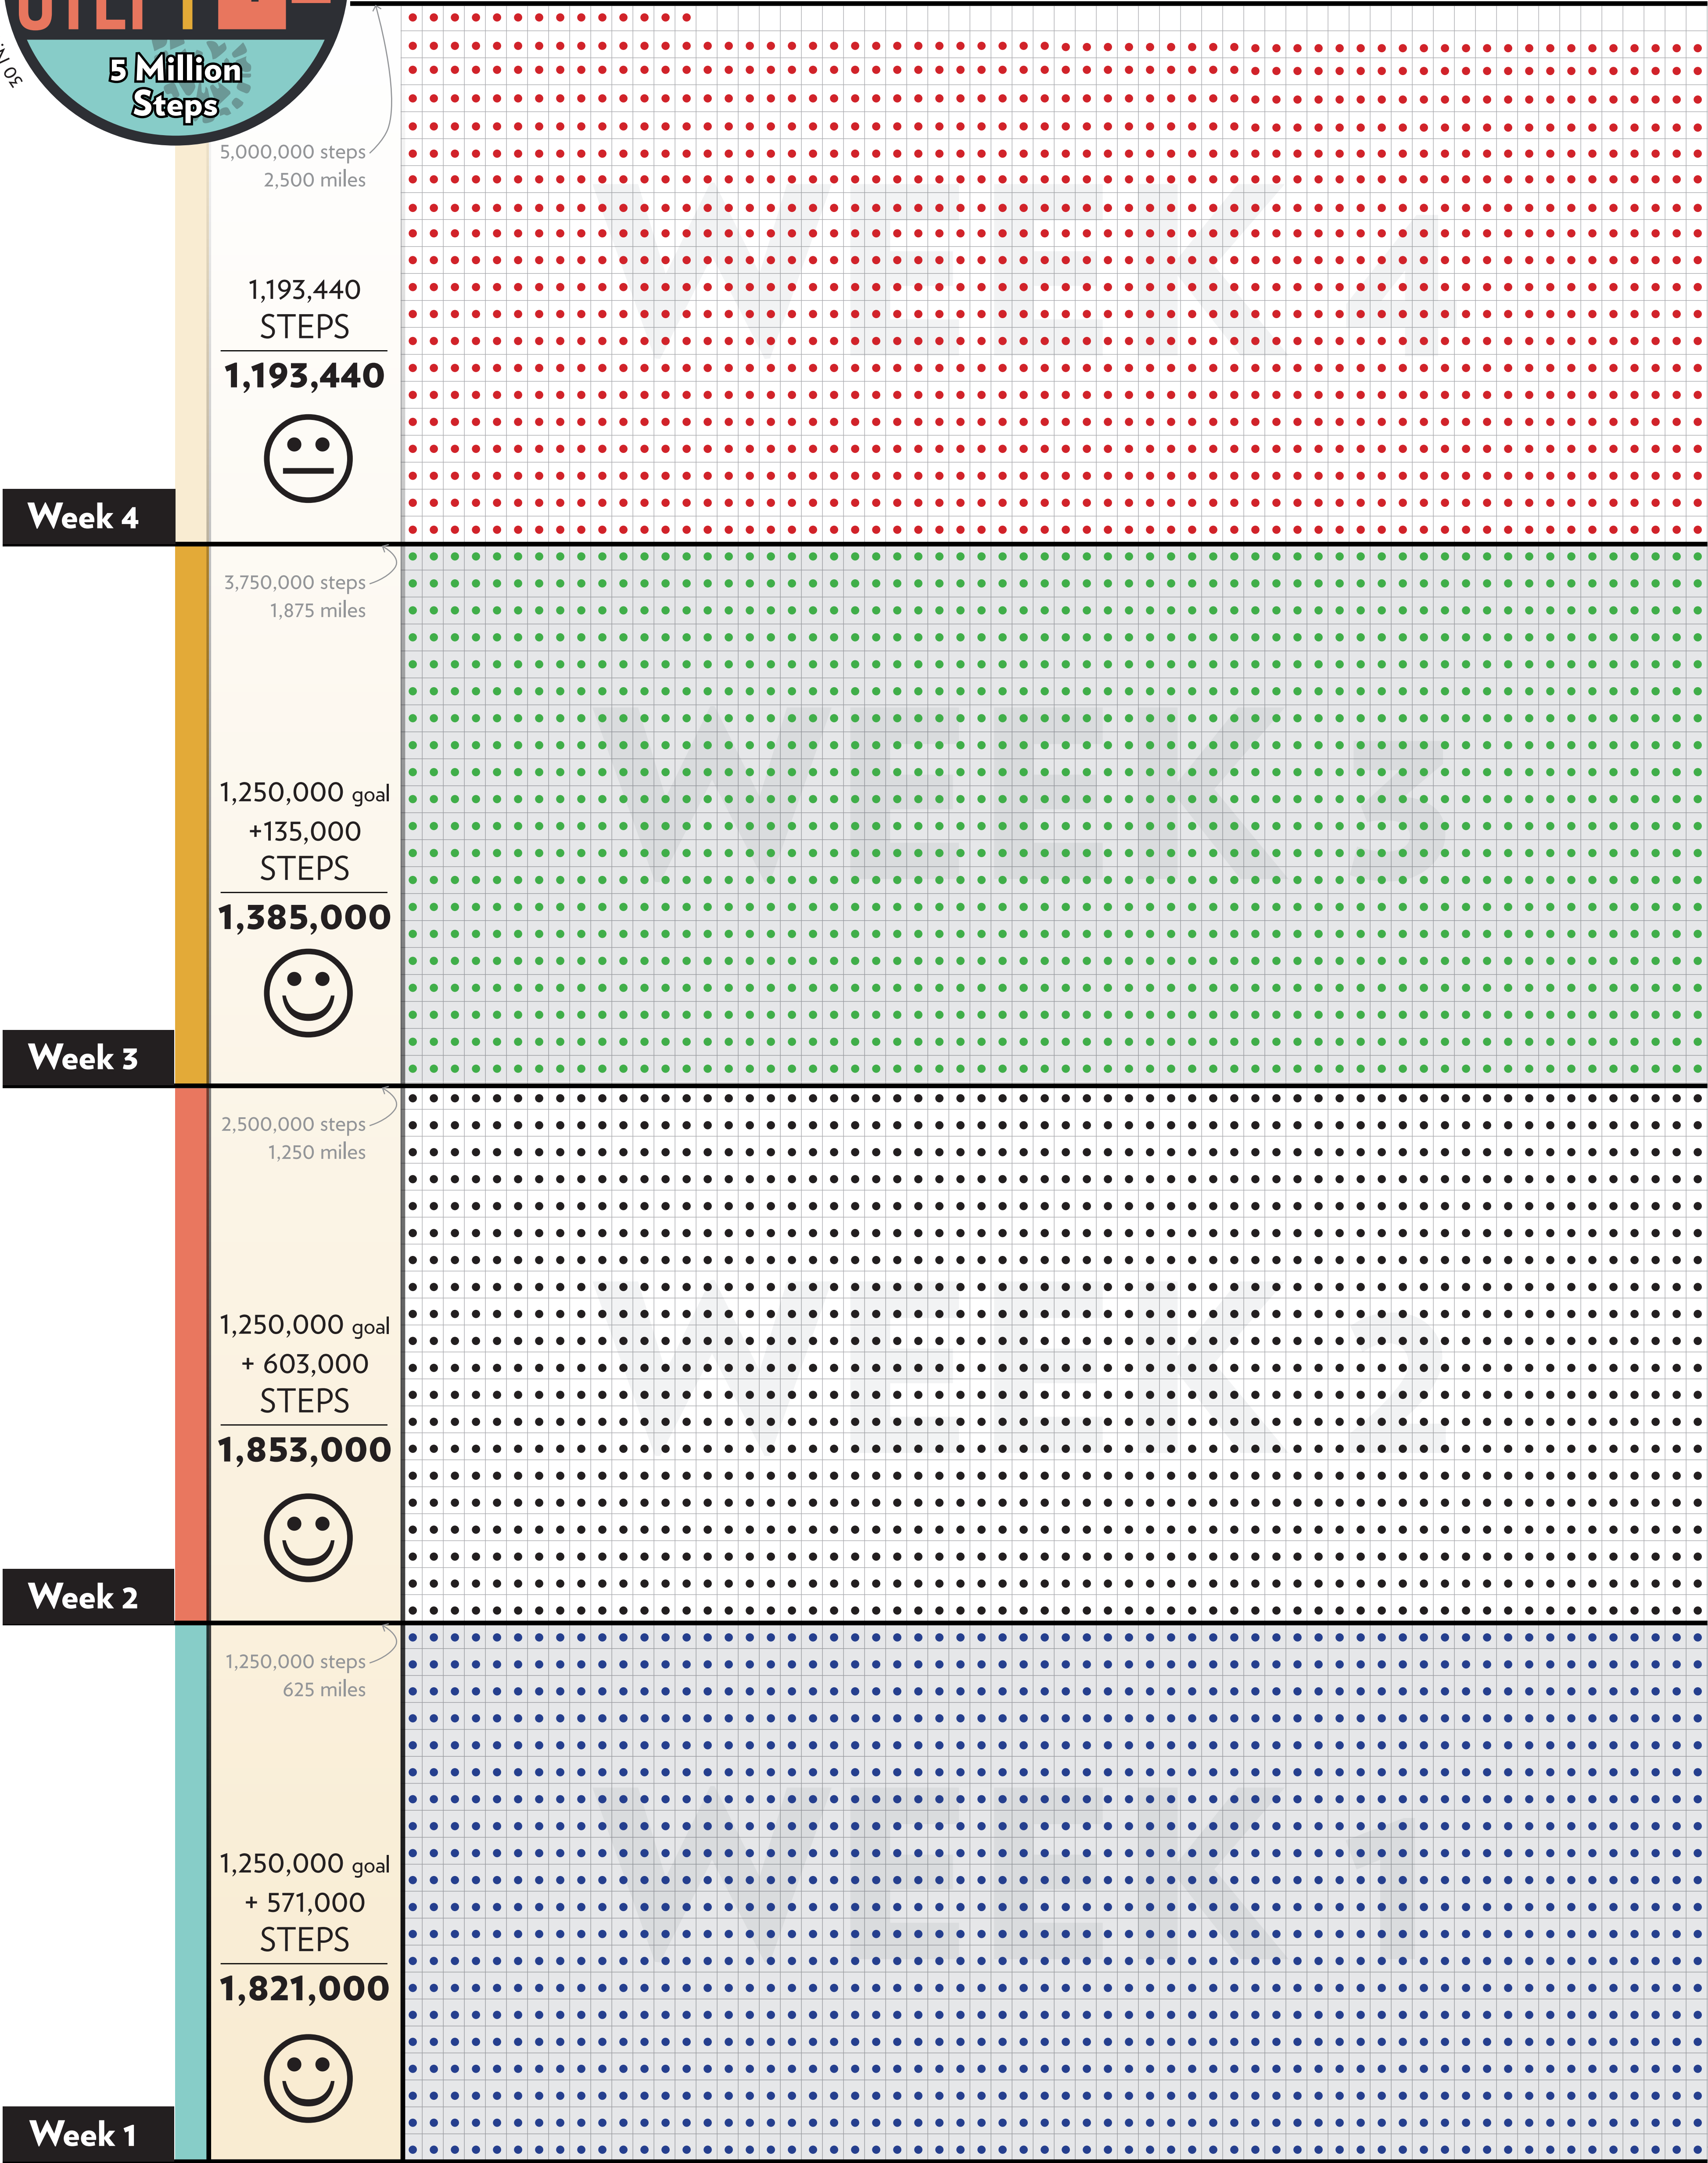 5 Million
Steps
5,000,000 steps
2,500 miles
1,193,440
STEPS
1,193,440
WEEK 4
Week 4
3,750,000 steps
1,875 miles
1,250,000 goal
+135,000
STEPS
1,385,000
WEEK 3
Week 3
2,500,000 steps
1,250 miles
1,250,000 goal
+ 603,000
STEPS
1,853,000
WEEK 2
Week 2
1,250,000 steps
625 miles
1,250,000 goal
+ 571,000
STEPS
1,821,000
WEEK 1
Week 1